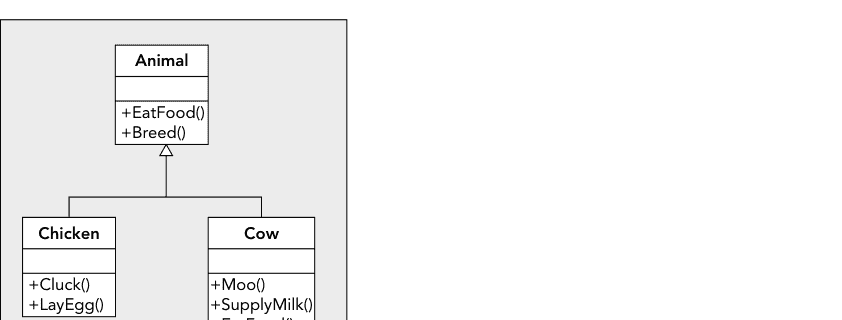 Animal
+EatFood()
+Breed()
Chicken
Cow
+Cluck()
+LayEgg()
+Moo()
+SupplyMilk()